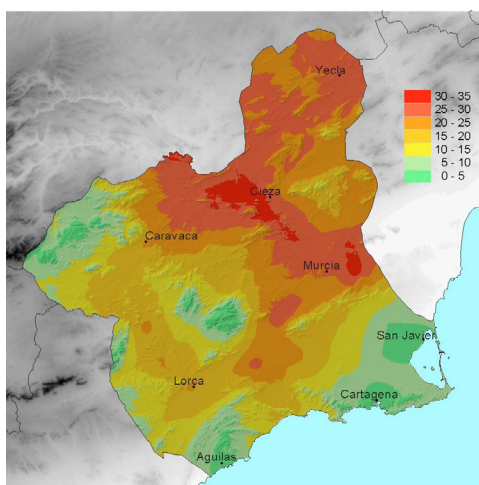 Yecla
30 - 35
25 - 30
20 - 25
15 - 20
10 - 15
5 - 10
0 - 5
Cieza
Caravaca
Murcia
San Javier
Lorca
Cartagena
Aguilas